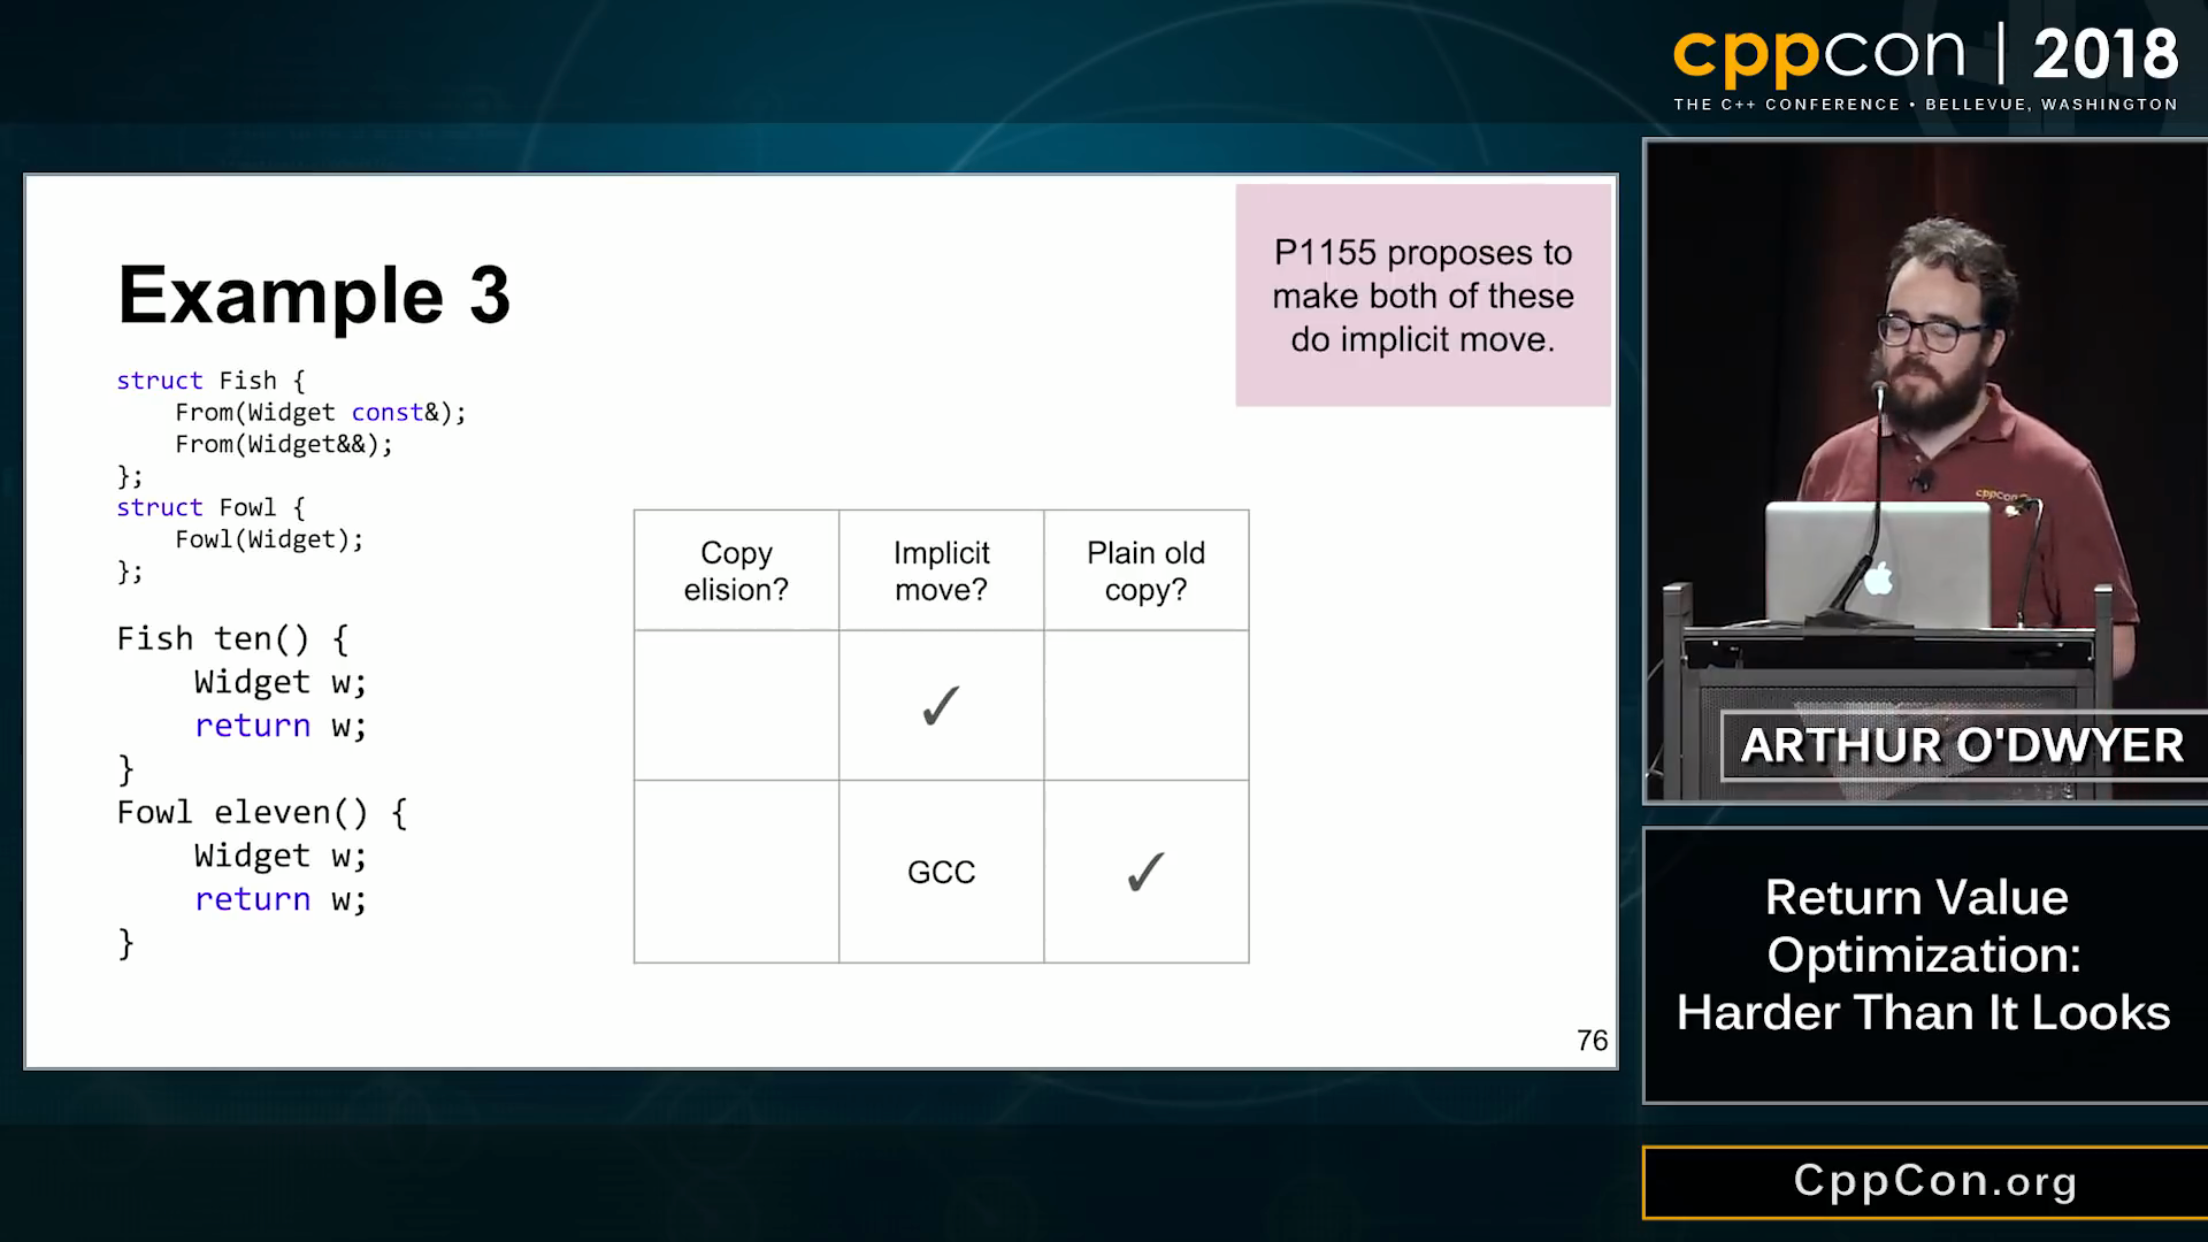 cppcon | 2018
THE C++ CONFERENCE • BELLEVUE, WASHINGTON
P1155 proposes to
make both of these
do implicit move.
Example 3
struct Fish {
    From(Widget const&);
    From(Widget&&);
};
struct Fowl {
    Fowl(Widget);
};
Fish ten() {
    Widget w;
    return w;
}
Fowl eleven() {
    Widget w;
    return w;
}
Copy
elision?
Implicit
move?
Plain old
copy?
✓
GCC
✓
76
cppcon
ARTHUR O'DWYER
Return Value
Optimization:
Harder Than It Looks
CppCon.org